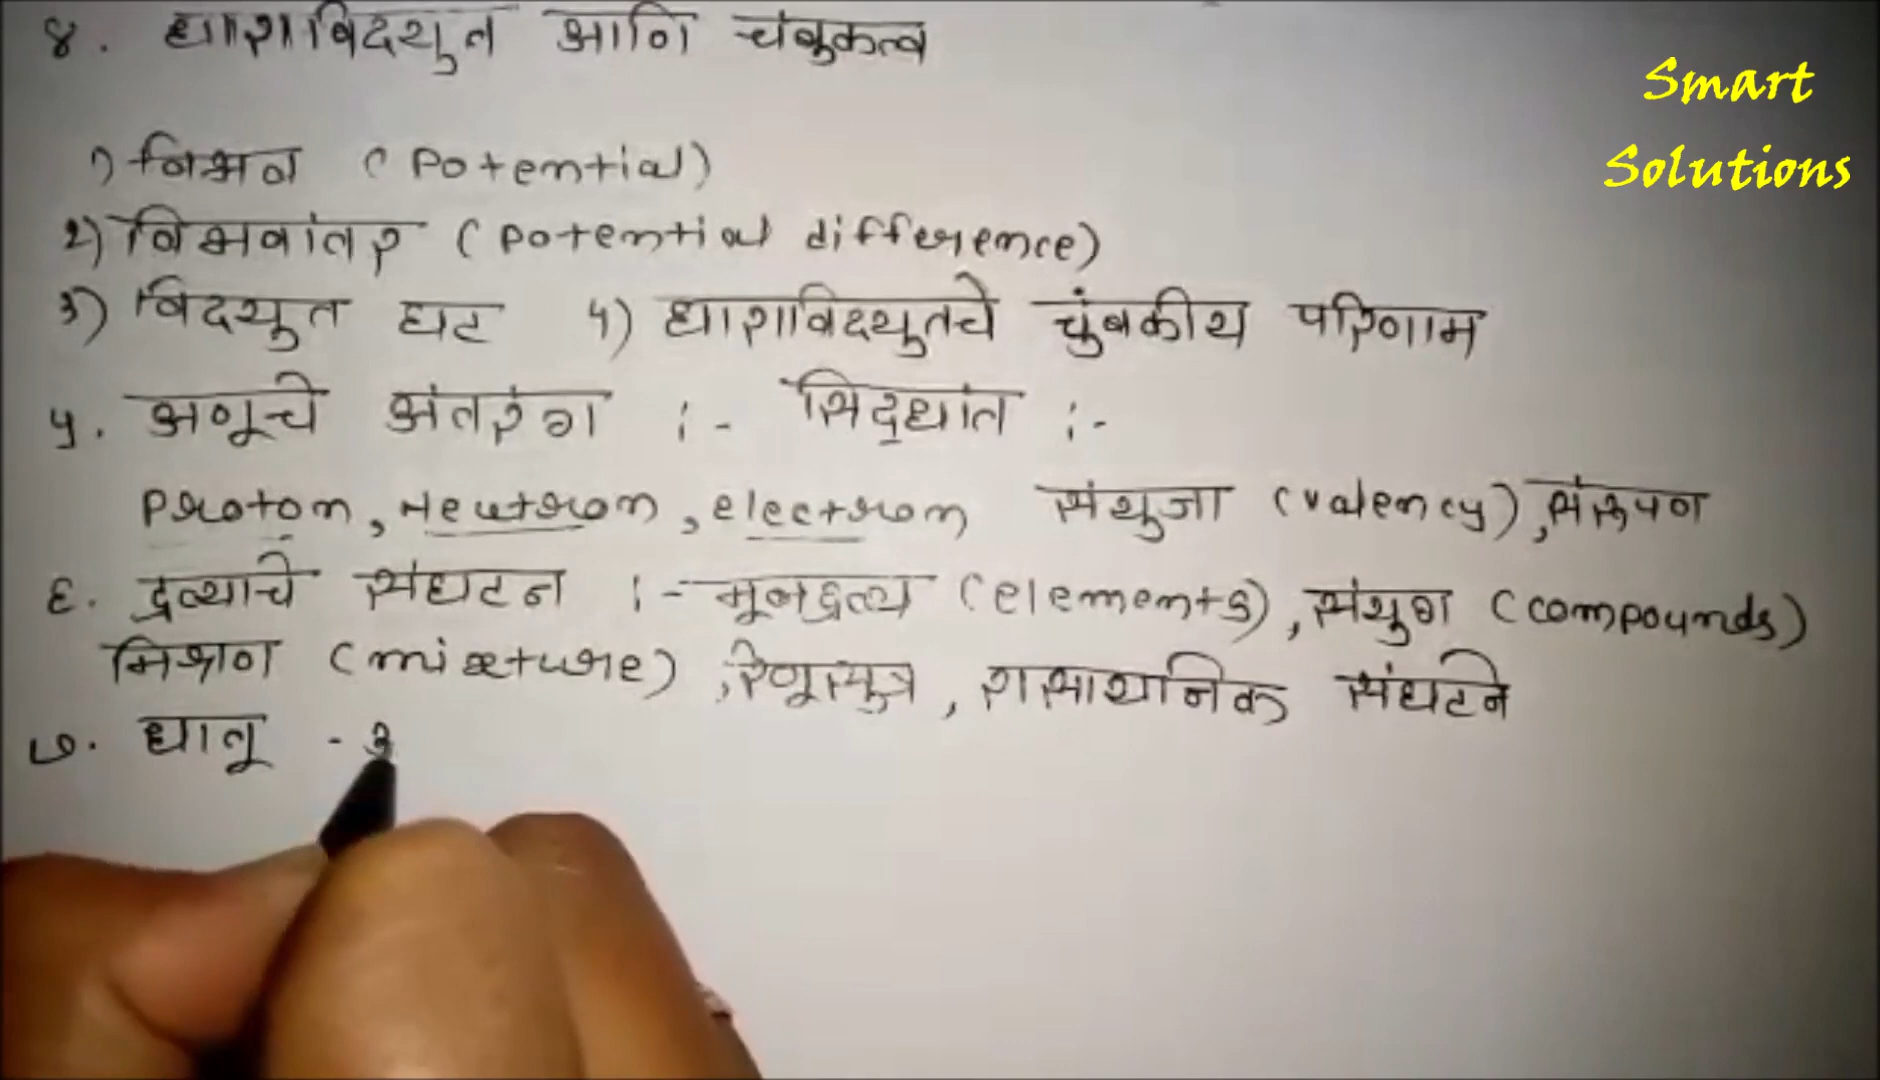 ४. धाराविद्युत आणि चंबुकत्व
Smart
Solutions
१) विभव (Potential)
२) विभवांतर (potential difference)
३) विद्युत घट ४) धाराविद्युतचे चुंबकीय परिणाम
५. अणूचे अंतरंग :- सिद्धांत :-
Proton, Neutron, electron संयुजा (valency), संरूपण
६. द्रव्याचे संघटन :- मूलद्रव्य (elements), संयुग (compounds)
मिश्रण (mixture), रेणूसूत्र, रासायनिक संघटने
७. धातू -